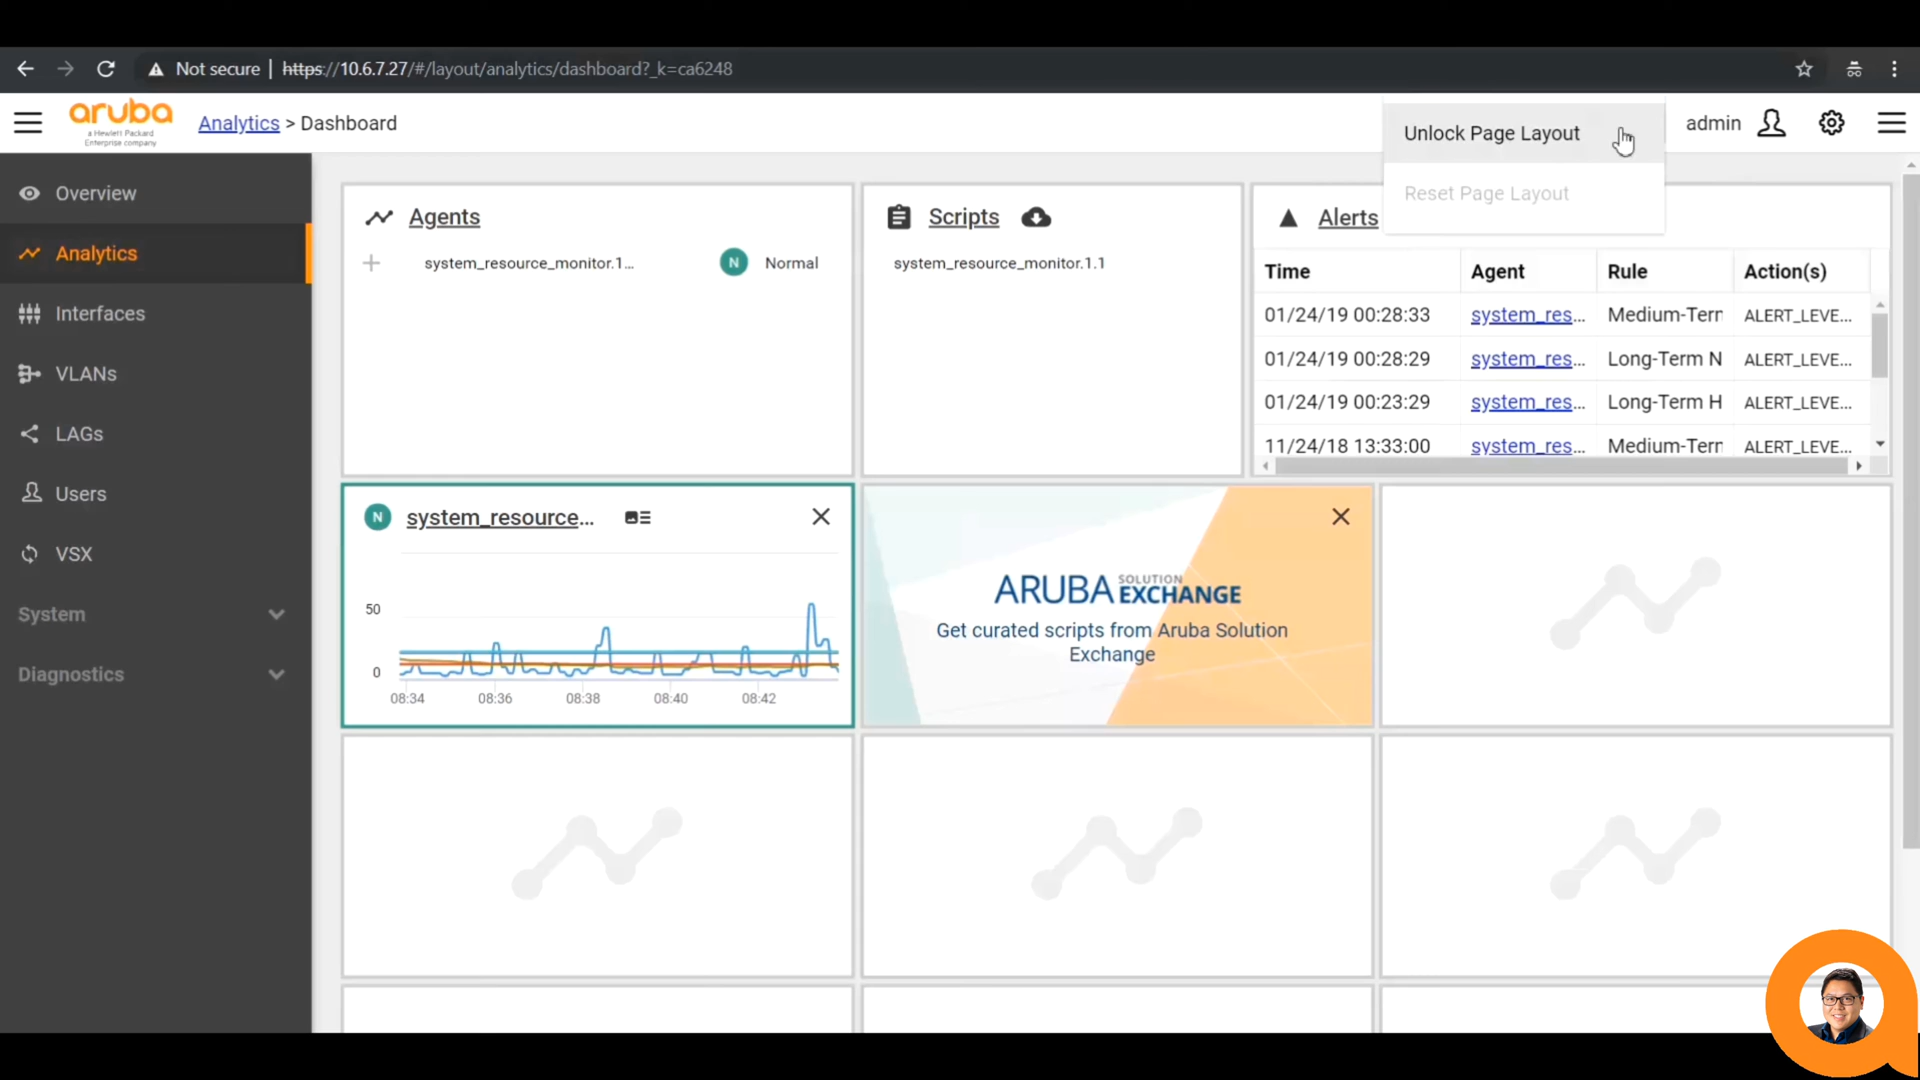 Not secure | https://10.6.7.27/#/layout/analytics/dashboard?_k=ca6248
aruba
a Hewlett Packard
Enterprise company
Analytics > Dashboard
Unlock Page Layout
Reset Page Layout
admin
Overview
Analytics
Interfaces
VLANs
LAGs
Users
VSX
System
Diagnostics
Agents
system_resource_monitor.1...
N
Normal
Scripts
system_resource_monitor.1.1
Alerts
Time Agent Rule Action(s)
01/24/19 00:28:33 system_res... Medium-Tern ALERT_LEVE...
01/24/19 00:28:29 system_res... Long-Term N ALERT_LEVE...
01/24/19 00:23:29 system_res... Long-Term H ALERT_LEVE...
11/24/18 13:33:00 system_res... Medium-Tern ALERT_LEVE...
N
system_resource...
50
0
08:34 08:36 08:38 08:40 08:42
ARUBA SOLUTION EXCHANGE
Get curated scripts from Aruba Solution
Exchange